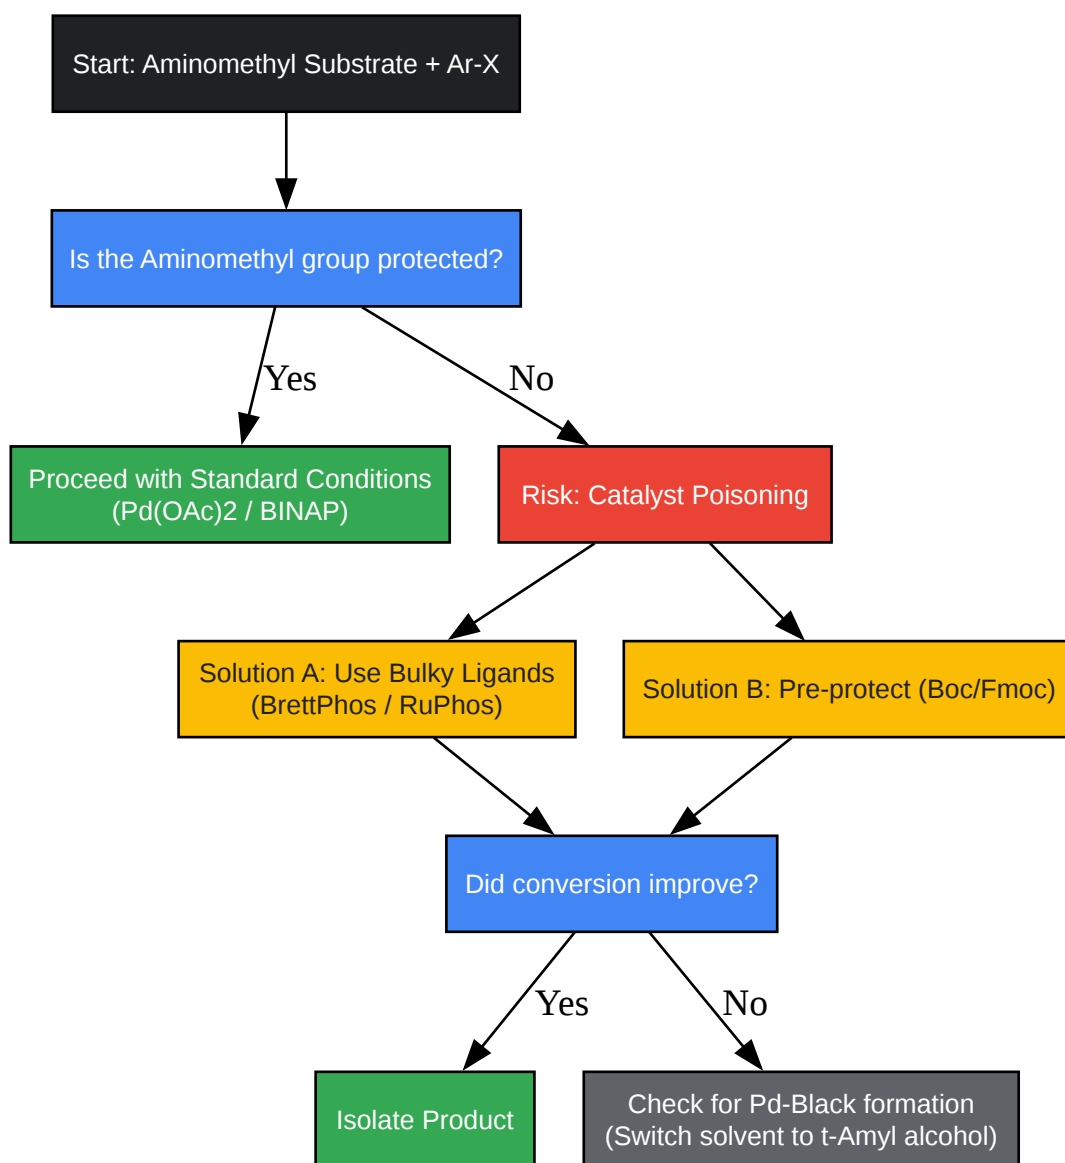 Start: Aminomethyl Substrate + Ar-X
Is the Aminomethyl group protected?
Yes
No
Proceed with Standard Conditions
(Pd(OAc)2 / BINAP)
Risk: Catalyst Poisoning
Solution A: Use Bulky Ligands
(BrettPhos / RuPhos)
Solution B: Pre-protect (Boc/Fmoc)
Did conversion improve?
Yes
No
Isolate Product
Check for Pd-Black formation
(Switch solvent to t-Amyl alcohol)